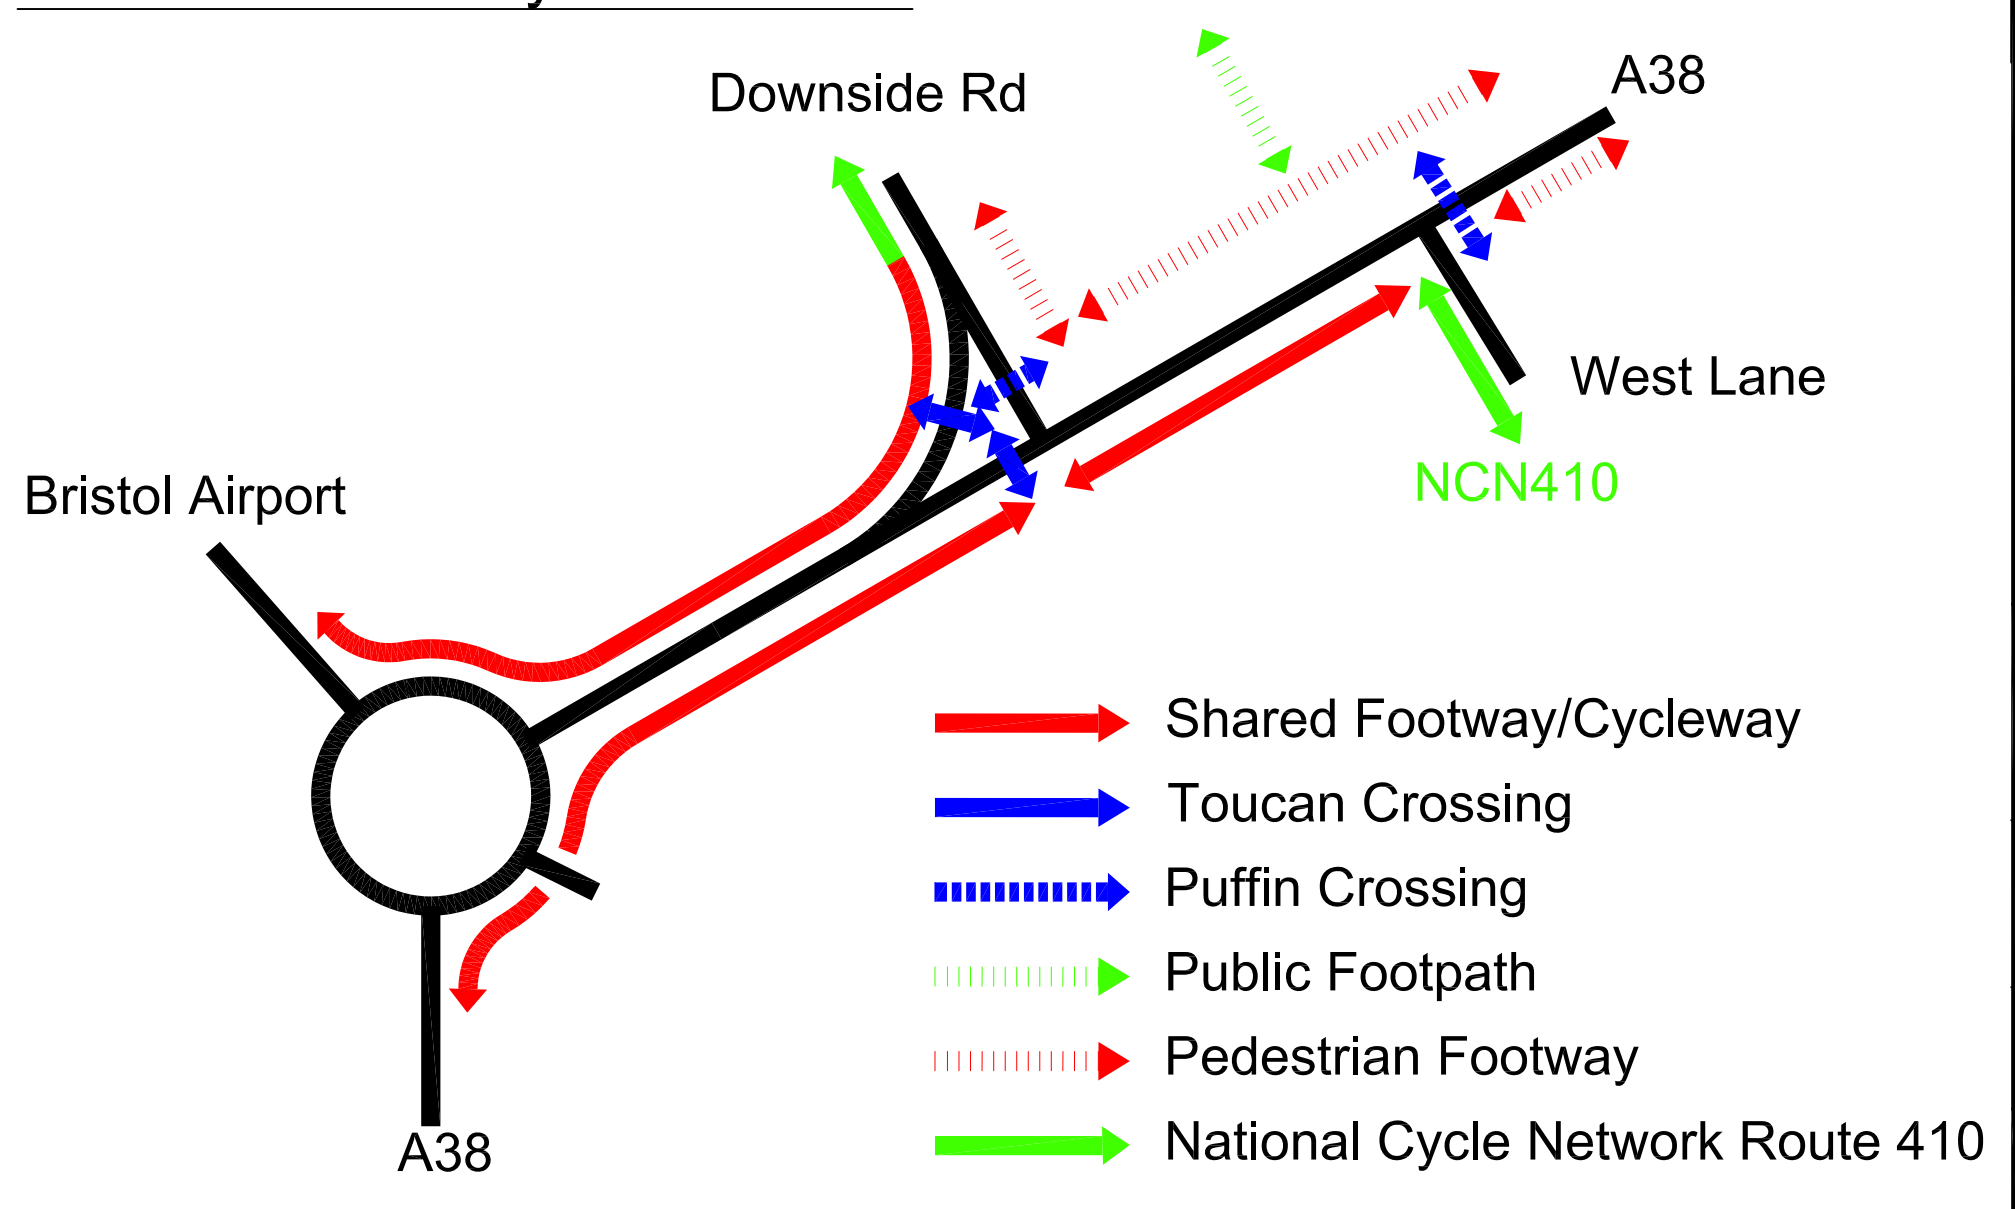 Downside Rd
A38
West Lane
NCN410
Bristol Airport
Shared Footway/Cycleway
Toucan Crossing
Puffin Crossing
Public Footpath
Pedestrian Footway
National Cycle Network Route 410
A38